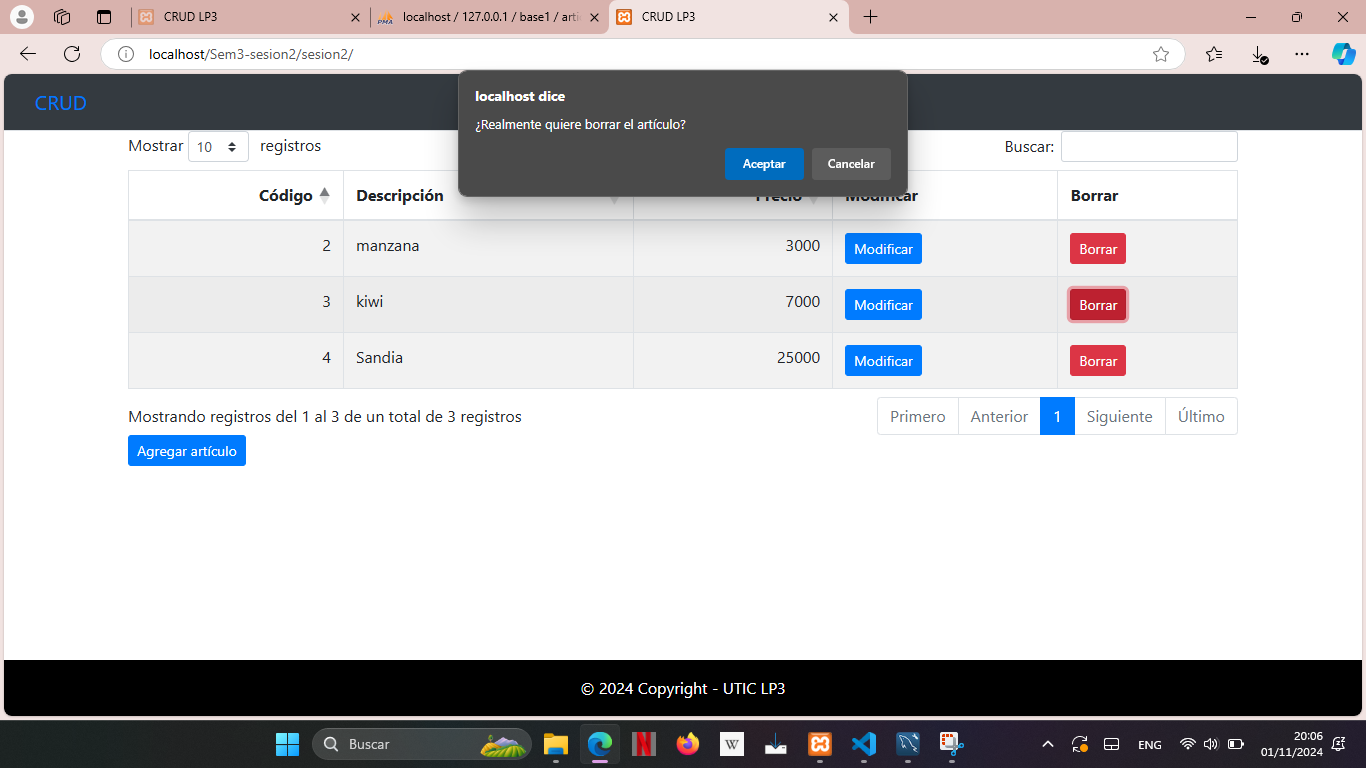 CRUD LP3
localhost / 127.0.0.1 / base1 / arti
CRUD LP3
localhost/Sem3-sesion2/sesion2/
localhost dice
¿Realmente quiere borrar el artículo?
Aceptar Cancelar
CRUD
Mostrar 10 registros Buscar:
Código Descripción Precio Modificar Borrar
2 manzana 3000 Modificar Borrar
3 kiwi 7000 Modificar Borrar
4 Sandia 25000 Modificar Borrar
Mostrando registros del 1 al 3 de un total de 3 registros
Primero Anterior 1 Siguiente Último
Agregar artículo
© 2024 Copyright - UTIC LP3
Buscar
W
ENG
20:06
01/11/2024